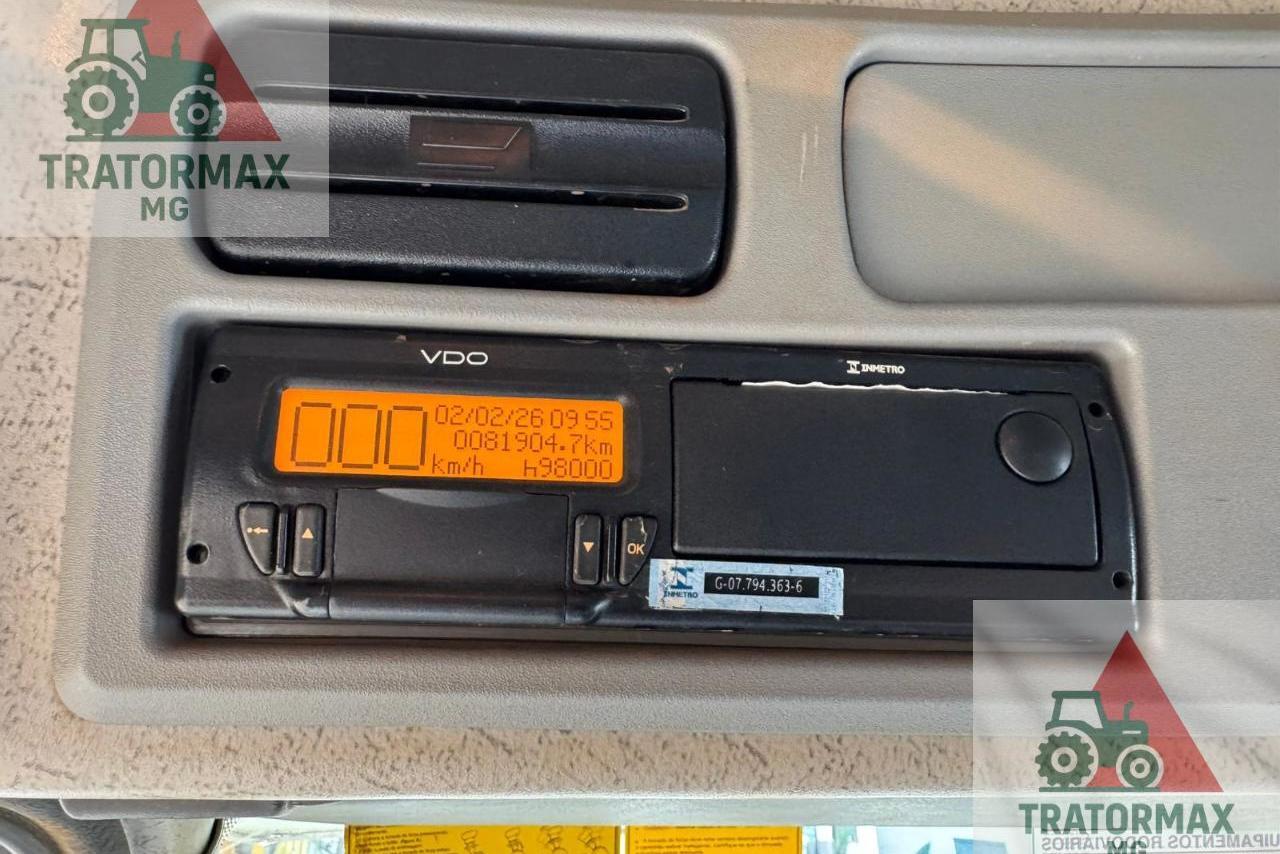 TRATORMAX
MG
VDO
INMETRO
000
02/02/26 09 55
0081904.7km
km/h h98000
OK
INMETRO
G-07.794.363-6
TRATORMAX
MG